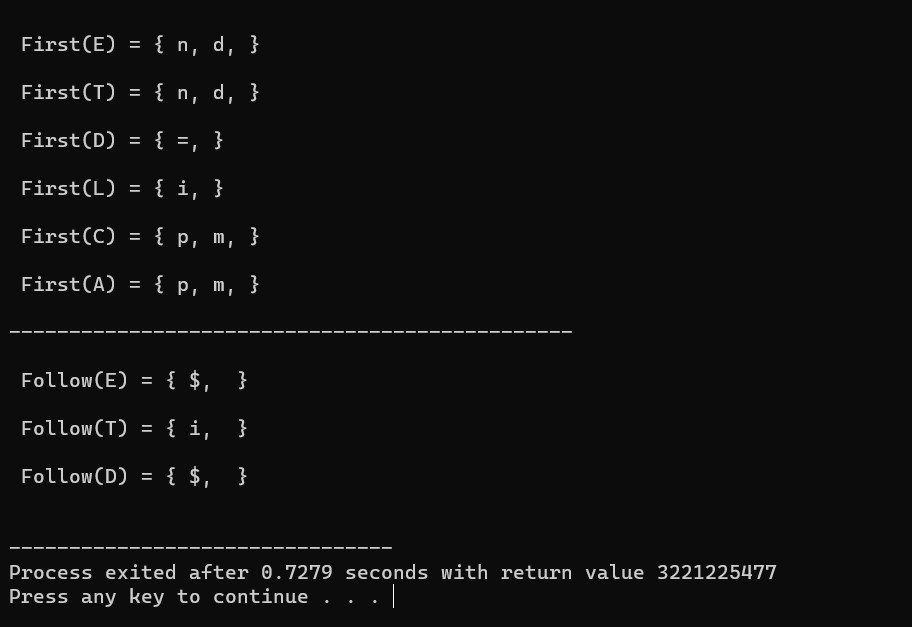 First(E) = { n, d, }
First(T) = { n, d, }
First(D) = { =, }
First(L) = { i, }
First(C) = { p, m, }
First(A) = { p, m, }
-----------------------------------------------
Follow(E) = { $,  }
Follow(T) = { i,  }
Follow(D) = { $,  }
--------------------------------
Process exited after 0.7279 seconds with return value 3221225477
Press any key to continue . . .